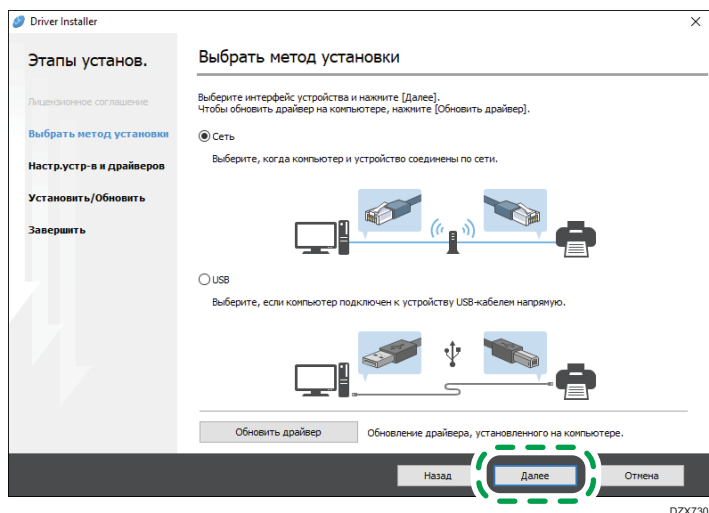 Driver Installer
Этапы установ.
Выбрать метод установки
Лицензионное соглашение
Выберите интерфейс устройства и нажмите [Далее].
Чтобы обновить драйвер на компьютере, нажмите [Обновить драйвер].
Выбрать метод установки
Сеть
Настр.устр-в и драйверов
Выберите, когда компьютер и устройство соединены по сети.
Установить/Обновить
Завершить
USB
Выберите, если компьютер подключен к устройству USB-кабелем напрямую.
Обновить драйвер
Обновление драйвера, установленного на компьютере.
Назад
Далее
Отмена
DZX730